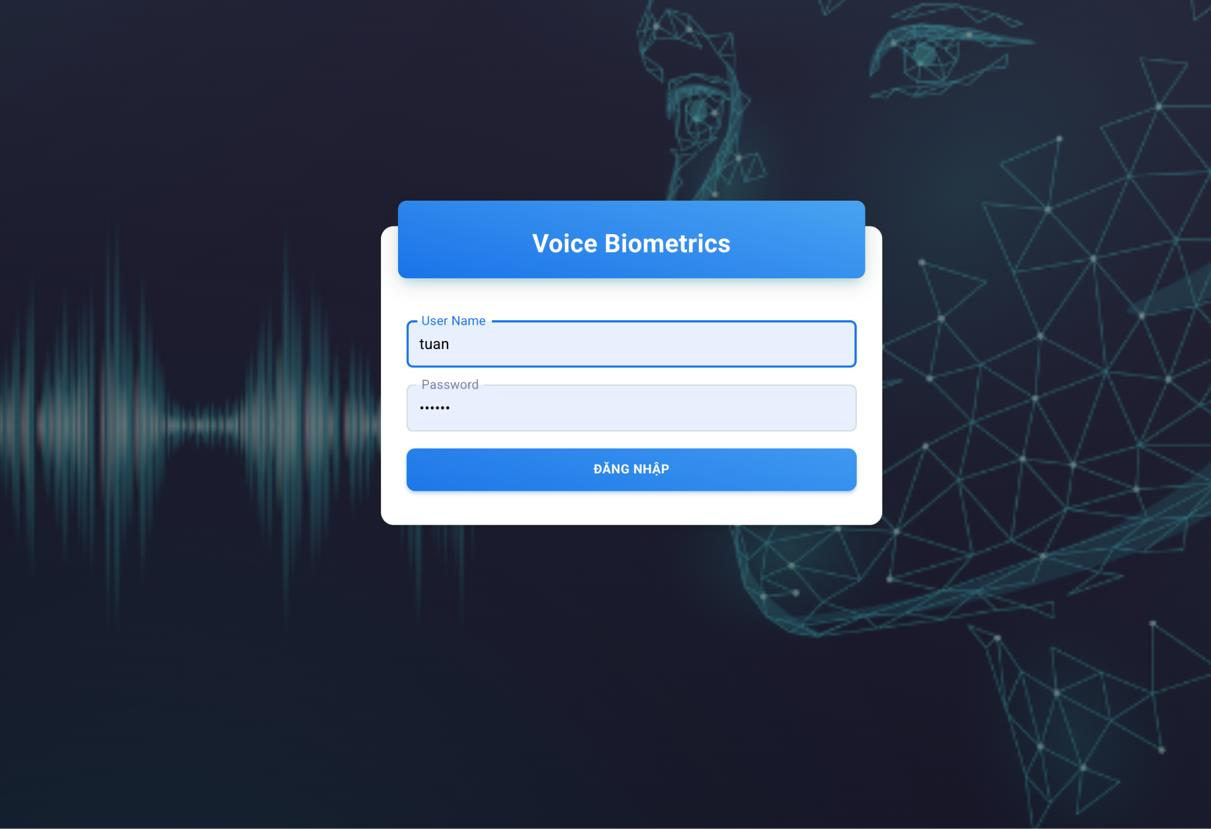 Voice Biometrics
User Name
tuan
Password
••••••
ĐĂNG NHẬP